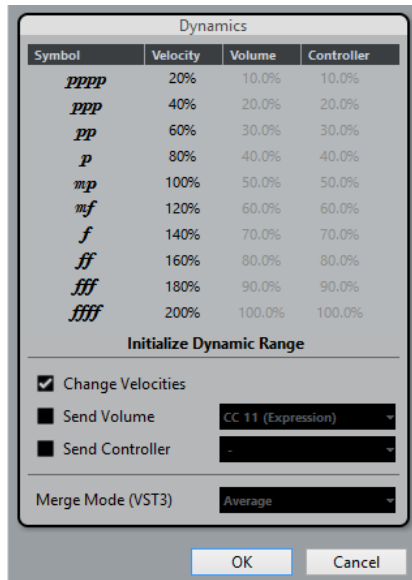 Dynamics
Symbol Velocity Volume Controller
pppp 20% 10.0% 10.0%
ppp 40% 20.0% 20.0%
pp 60% 30.0% 30.0%
p 80% 40.0% 40.0%
mp 100% 50.0% 50.0%
mf 120% 60.0% 60.0%
f 140% 70.0% 70.0%
ff 160% 80.0% 80.0%
fff 180% 90.0% 90.0%
ffff 200% 100.0% 100.0%
Initialize Dynamic Range
Change Velocities
Send Volume CC 11 (Expression)
Send Controller -
Merge Mode (VST3) Average
OK Cancel